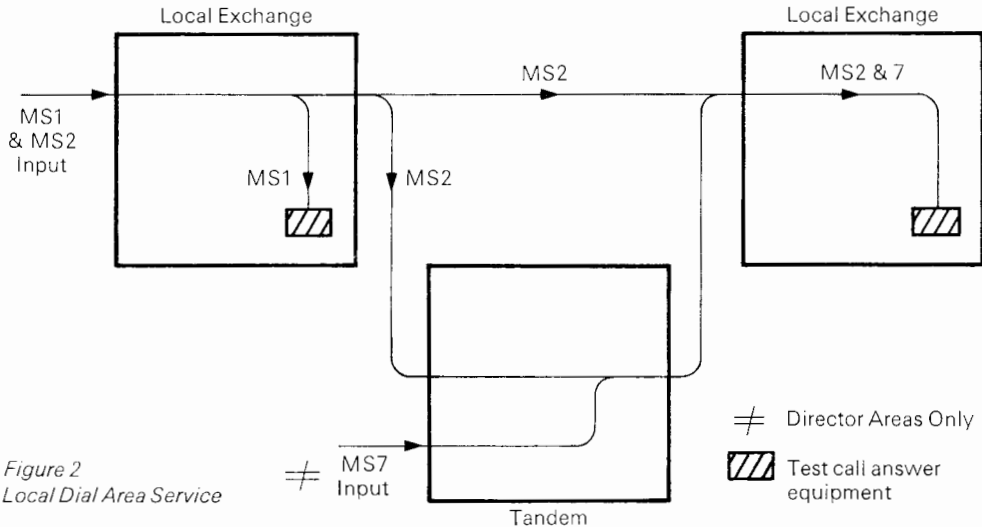 Local Exchange
Local Exchange
MS2
MS2 & 7
MS1
& MS2
Input
MS1
MS2
Director Areas Only
Figure 2
Local Dial Area Service
MS7
Input
Test call answer
equipment
Tandem